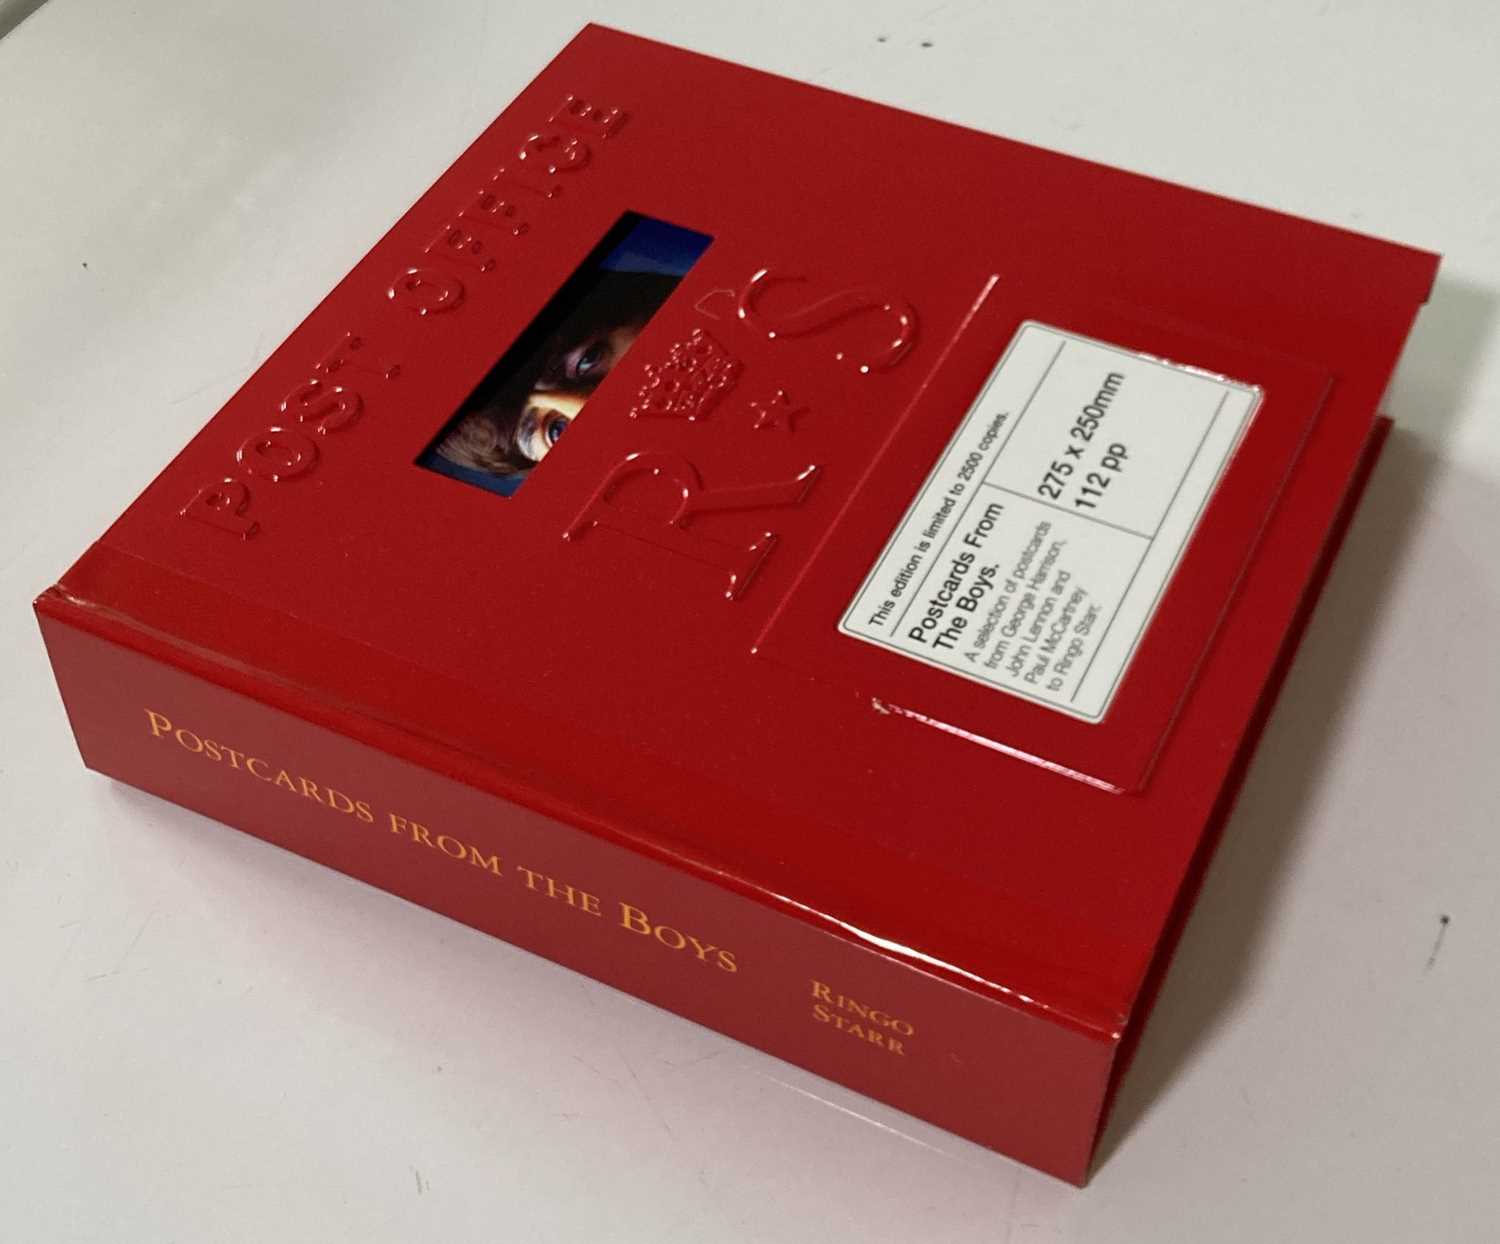 POST OFFICE
R S
This edition is limited to 2500 copies.
Postcards From
The Boys.
A selection of postcards
from George Harrison,
John Lennon and
Paul McCartney
to Ringo Starr.
275 x 250mm
112 pp
POSTCARDS FROM THE BOYS
RINGO
STARR